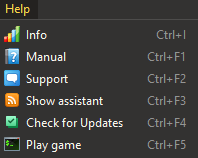 Help
Info Ctrl+I
Manual Ctrl+F1
Support Ctrl+F2
Show assistant Ctrl+F3
Check for Updates Ctrl+F4
Play game Ctrl+F5